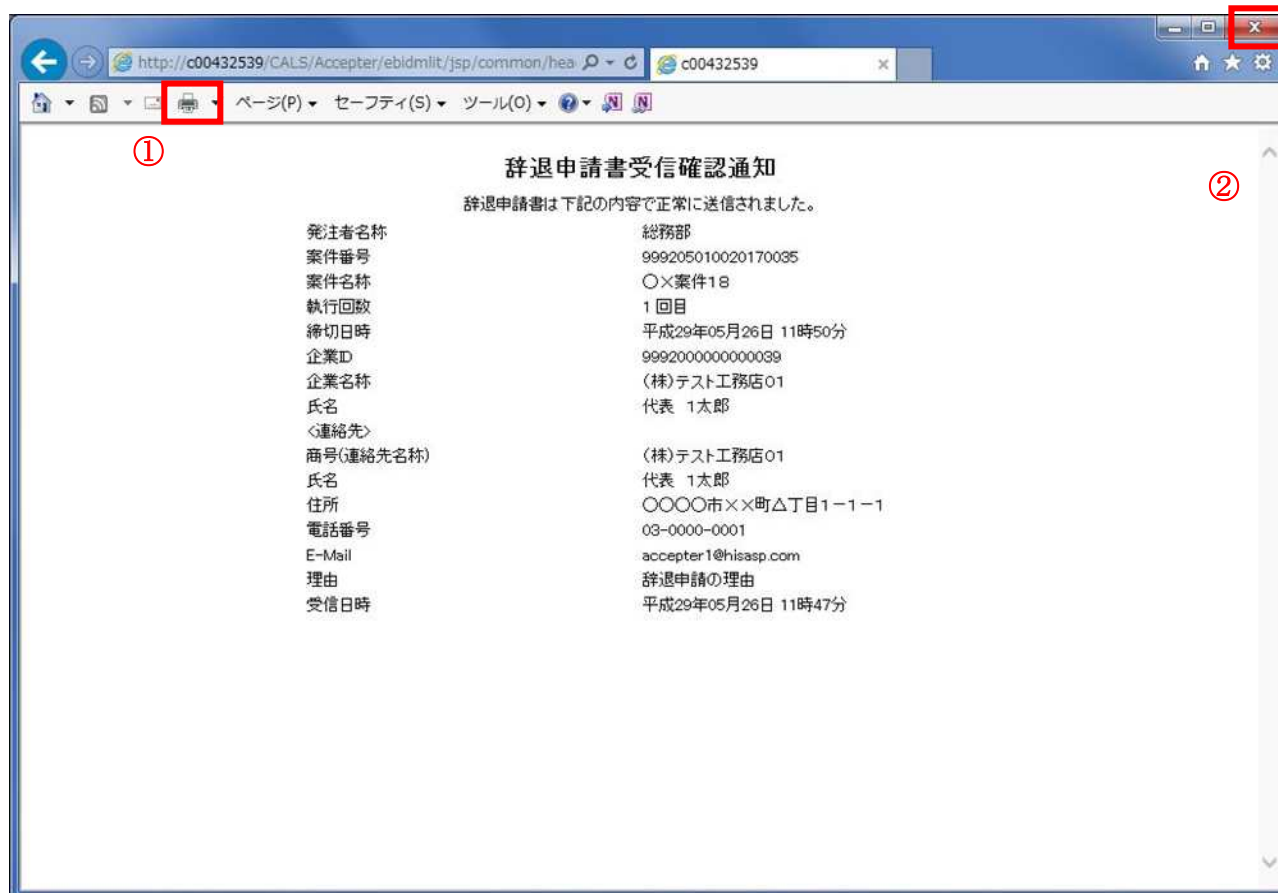 http://c00432539/CALS/Accepter/ebidmlit/jsp/common/hea
c00432539
ページ(P) セーフティ(S) ツール(O)
①
②
辞退申請書受信確認通知
辞退申請書は下記の内容で正常に送信されました。
発注者名称 総務部
案件番号 999205010020170035
案件名称 ○×案件18
執行回数 1回目
締切日時 平成29年05月26日 11時50分
企業ID 9992000000000039
企業名称 (株)テスト工務店01
氏名 代表 1太郎
<連絡先>
商号(連絡先名称) (株)テスト工務店01
氏名 代表 1太郎
住所 ○○○○市××町△丁目1-1-1
電話番号 03-0000-0001
E-Mail accepter1@hisasp.com
理由 辞退申請の理由
受信日時 平成29年05月26日 11時47分